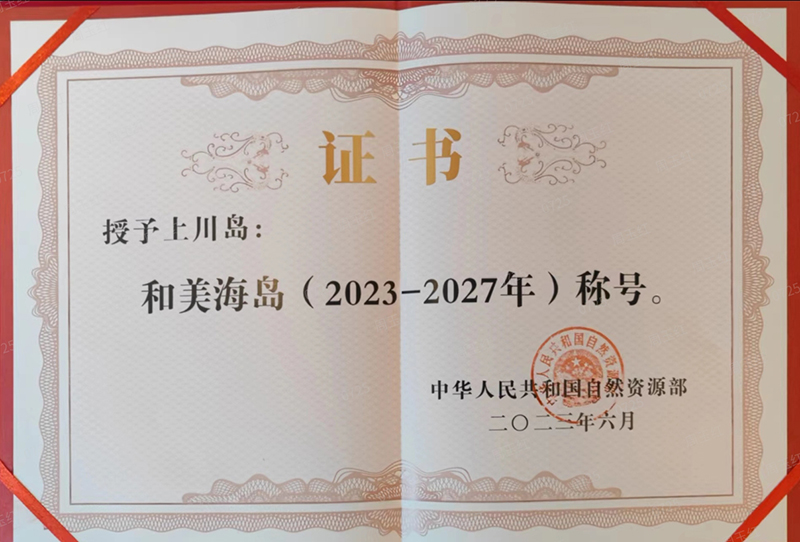 证书
授予上川岛：
和美海岛（2023-2027年）称号。
中华人民共和国自然资源部
二〇二三年六月